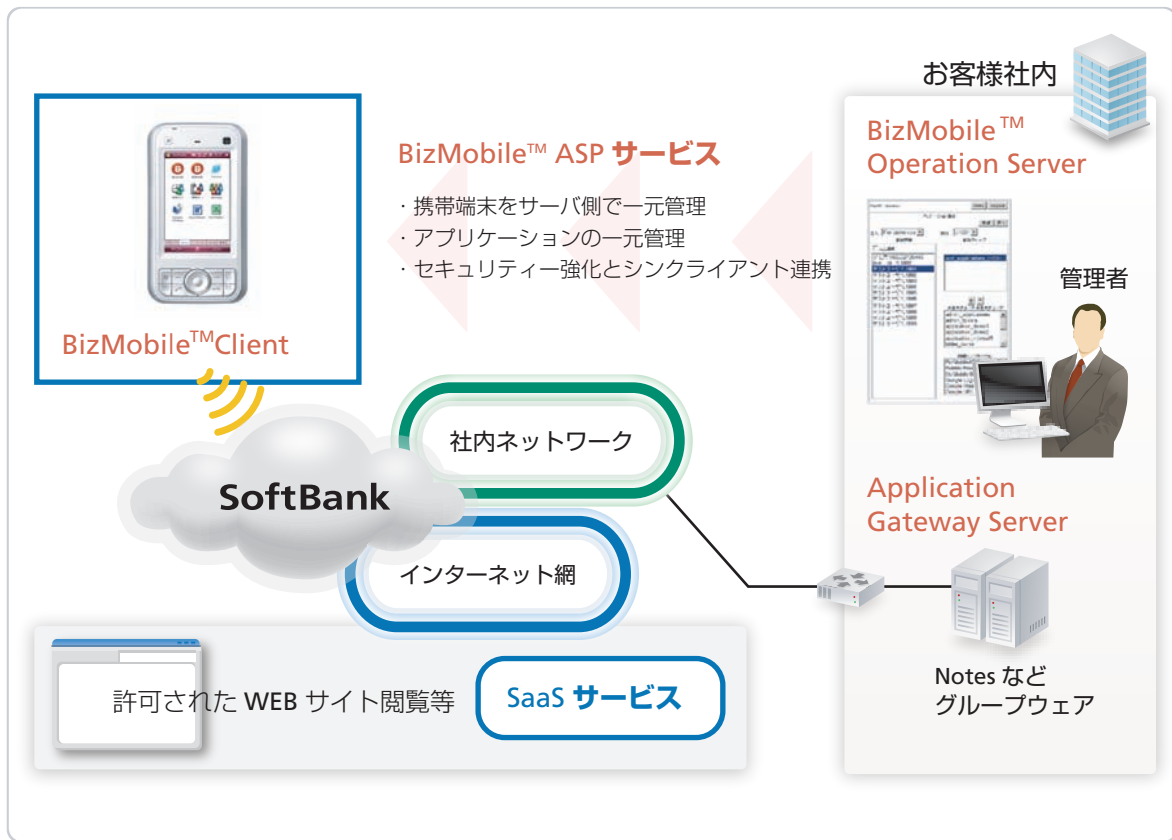 お客様社内
BizMobile™
Operation Server
管理者
Application
Gateway Server
Notes など
グループウェア
BizMobile™ ASP サービス
・携帯端末をサーバ側で一元管理
・アプリケーションの一元管理
・セキュリティー強化とシンクライアント連携
BizMobile™Client
SoftBank
社内ネットワーク
インターネット網
許可された WEB サイト閲覧等
SaaS サービス